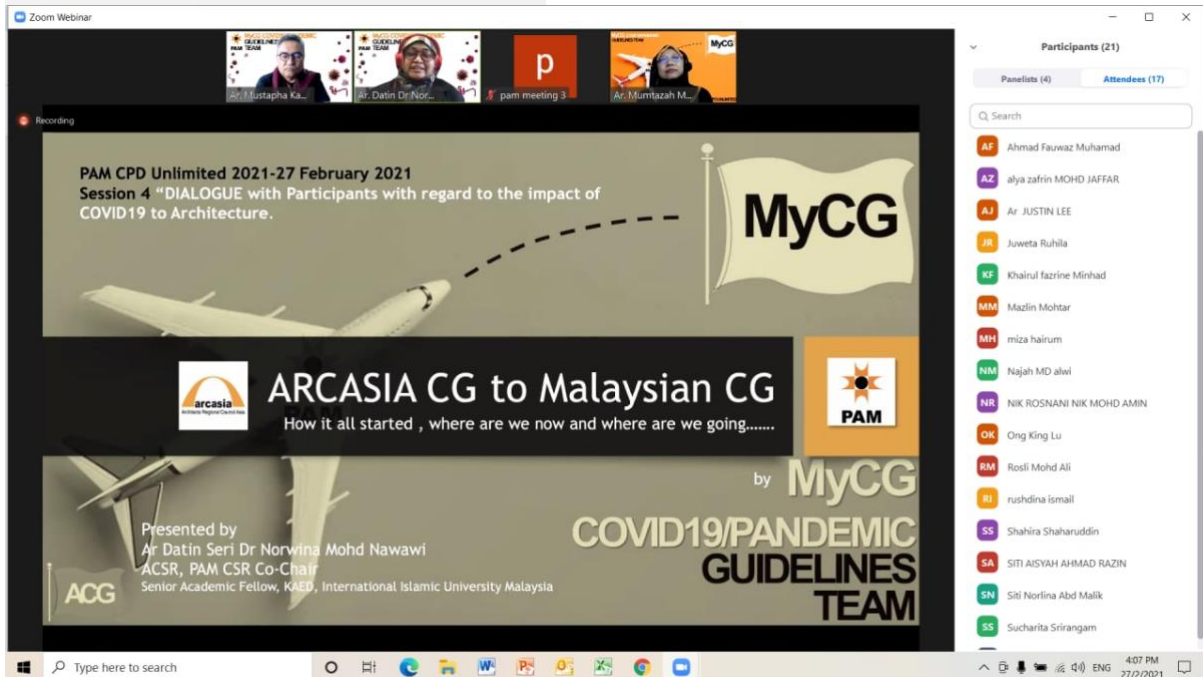 Zoom Webinar
Ar. Mustapha Ka...
Ar. Datin Dr Nor...
p
pam meeting 3
MyCG
Ar. Mumtazah M...
Recording
PAM CPD Unlimited 2021-27 February 2021
Session 4 “DIALOGUE with Participants with regard to the impact of
COVID19 to Architecture.
MyCG
arcasia
Architects Regional Council Asia
ARCASIA CG to Malaysian CG
How it all started , where are we now and where are we going.......
PAM
by MyCG
COVID19/PANDEMIC
GUIDELINES
TEAM
Presented by
Ar Datin Seri Dr Norwina Mohd Nawawi
ACSR, PAM CSR Co-Chair
Senior Academic Fellow, KAED, International Islamic University Malaysia
ACG
Participants (21)
Panelists (4)
Attendees (17)
Search
AF Ahmad Fauwaz Muhamad
AZ alya zafrin MOHD JAFFAR
AJ Ar JUSTIN LEE
JR Juweta Ruhila
KF Khairul fazrine Minhad
MM Mazlin Mohtar
MH miza hairum
NM Najah MD alwi
NR NIK ROSNANI NIK MOHD AMIN
OK Ong King Lu
RM Rosli Mohd Ali
RI rushdina ismail
SS Shahira Shaharuddin
SA SITI AISYAH AHMAD RAZIN
SN Siti Norlina Abd Malik
SS Sucharita Srirangam
Type here to search
ENG
4:07 PM
27/2/2021